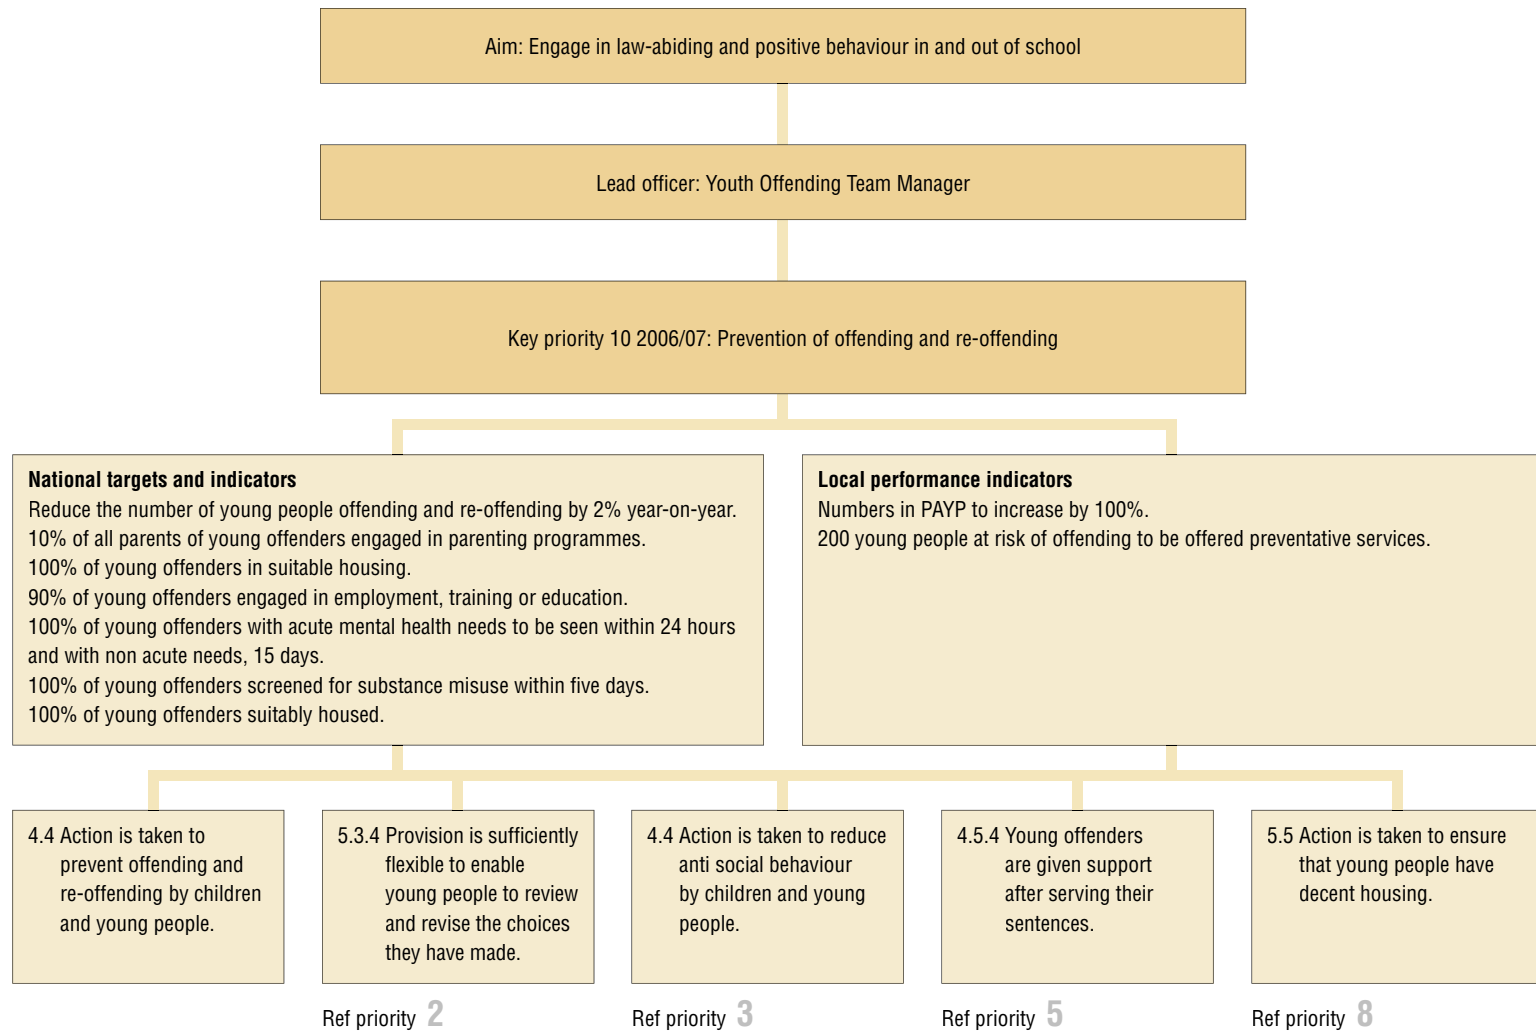 Aim: Engage in law-abiding and positive behaviour in and out of school
Lead officer: Youth Offending Team Manager
Key priority 10 2006/07: Prevention of offending and re-offending
National targets and indicators
Reduce the number of young people offending and re-offending by 2% year-on-year.
10% of all parents of young offenders engaged in parenting programmes.
100% of young offenders in suitable housing.
90% of young offenders engaged in employment, training or education.
100% of young offenders with acute mental health needs to be seen within 24 hours
and with non acute needs, 15 days.
100% of young offenders screened for substance misuse within five days.
100% of young offenders suitably housed.
Local performance indicators
Numbers in PAYP to increase by 100%.
200 young people at risk of offending to be offered preventative services.
4.4 Action is taken to
prevent offending and
re-offending by children
and young people.
5.3.4 Provision is sufficiently
flexible to enable
young people to review
and revise the choices
they have made.
Ref priority 2
4.4 Action is taken to reduce
anti social behaviour
by children and young
people.
Ref priority 3
4.5.4 Young offenders
are given support
after serving their
sentences.
Ref priority 5
5.5 Action is taken to ensure
that young people have
decent housing.
Ref priority 8